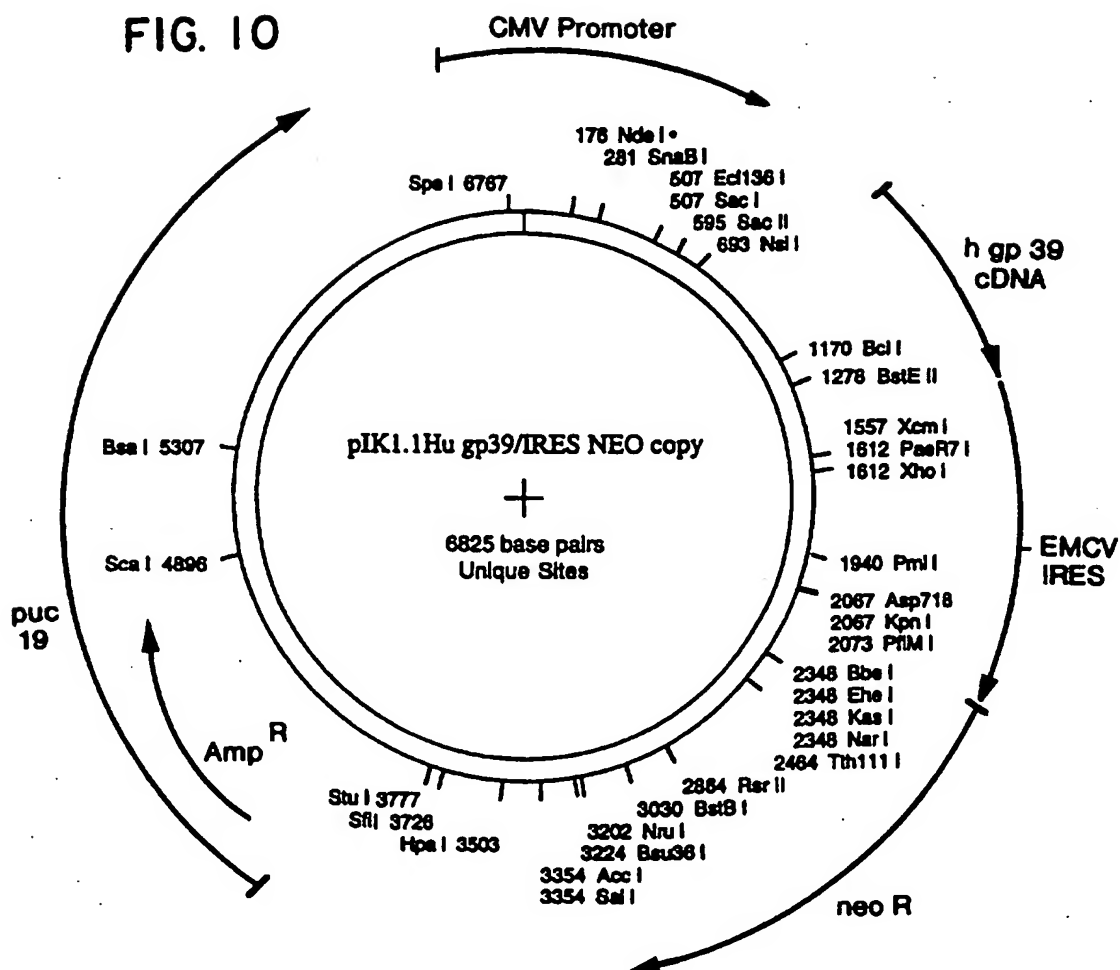 FIG. 10
CMV Promoter
176 Nde I •
281 SnaB I
507 Ecl136 I
507 Sac I
595 Sac II
693 Nsi I
Spe I 6767
h gp 39
cDNA
1170 Bcl I
1278 BstE II
1557 Xcm I
1612 PaeR7 I
1612 Xho I
Bsa I 5307
pIK1.1Hu gp39/IRES NEO copy
6825 base pairs
Unique Sites
Sca I 4896
1940 Pml I
EMCV
IRES
2067 Asp718
2067 Kpn I
2073 PflM I
puc
19
2348 Bbe I
2348 Ehe I
2348 Kas I
2348 Nar I
2464 Tth111 I
Amp R
2864 Rsr II
3030 BstB I
3202 Nru I
3224 Bsu36 I
3354 Acc I
3354 Sal I
Stu I 3777
Sfi I 3726
Hpa I 3503
neo R